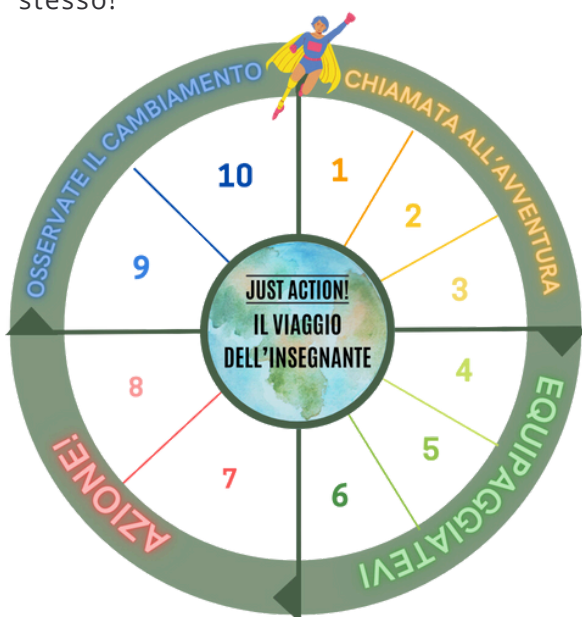 stesso!
OSSERVATE IL CAMBIAMENTO
CHIAMATA ALL'AVVENTURA
10
1
2
9
3
JUST ACTION!
IL VIAGGIO
DELL'INSEGNANTE
8
4
5
7
6
AZIONE!
EQUIPAGGIATEVI